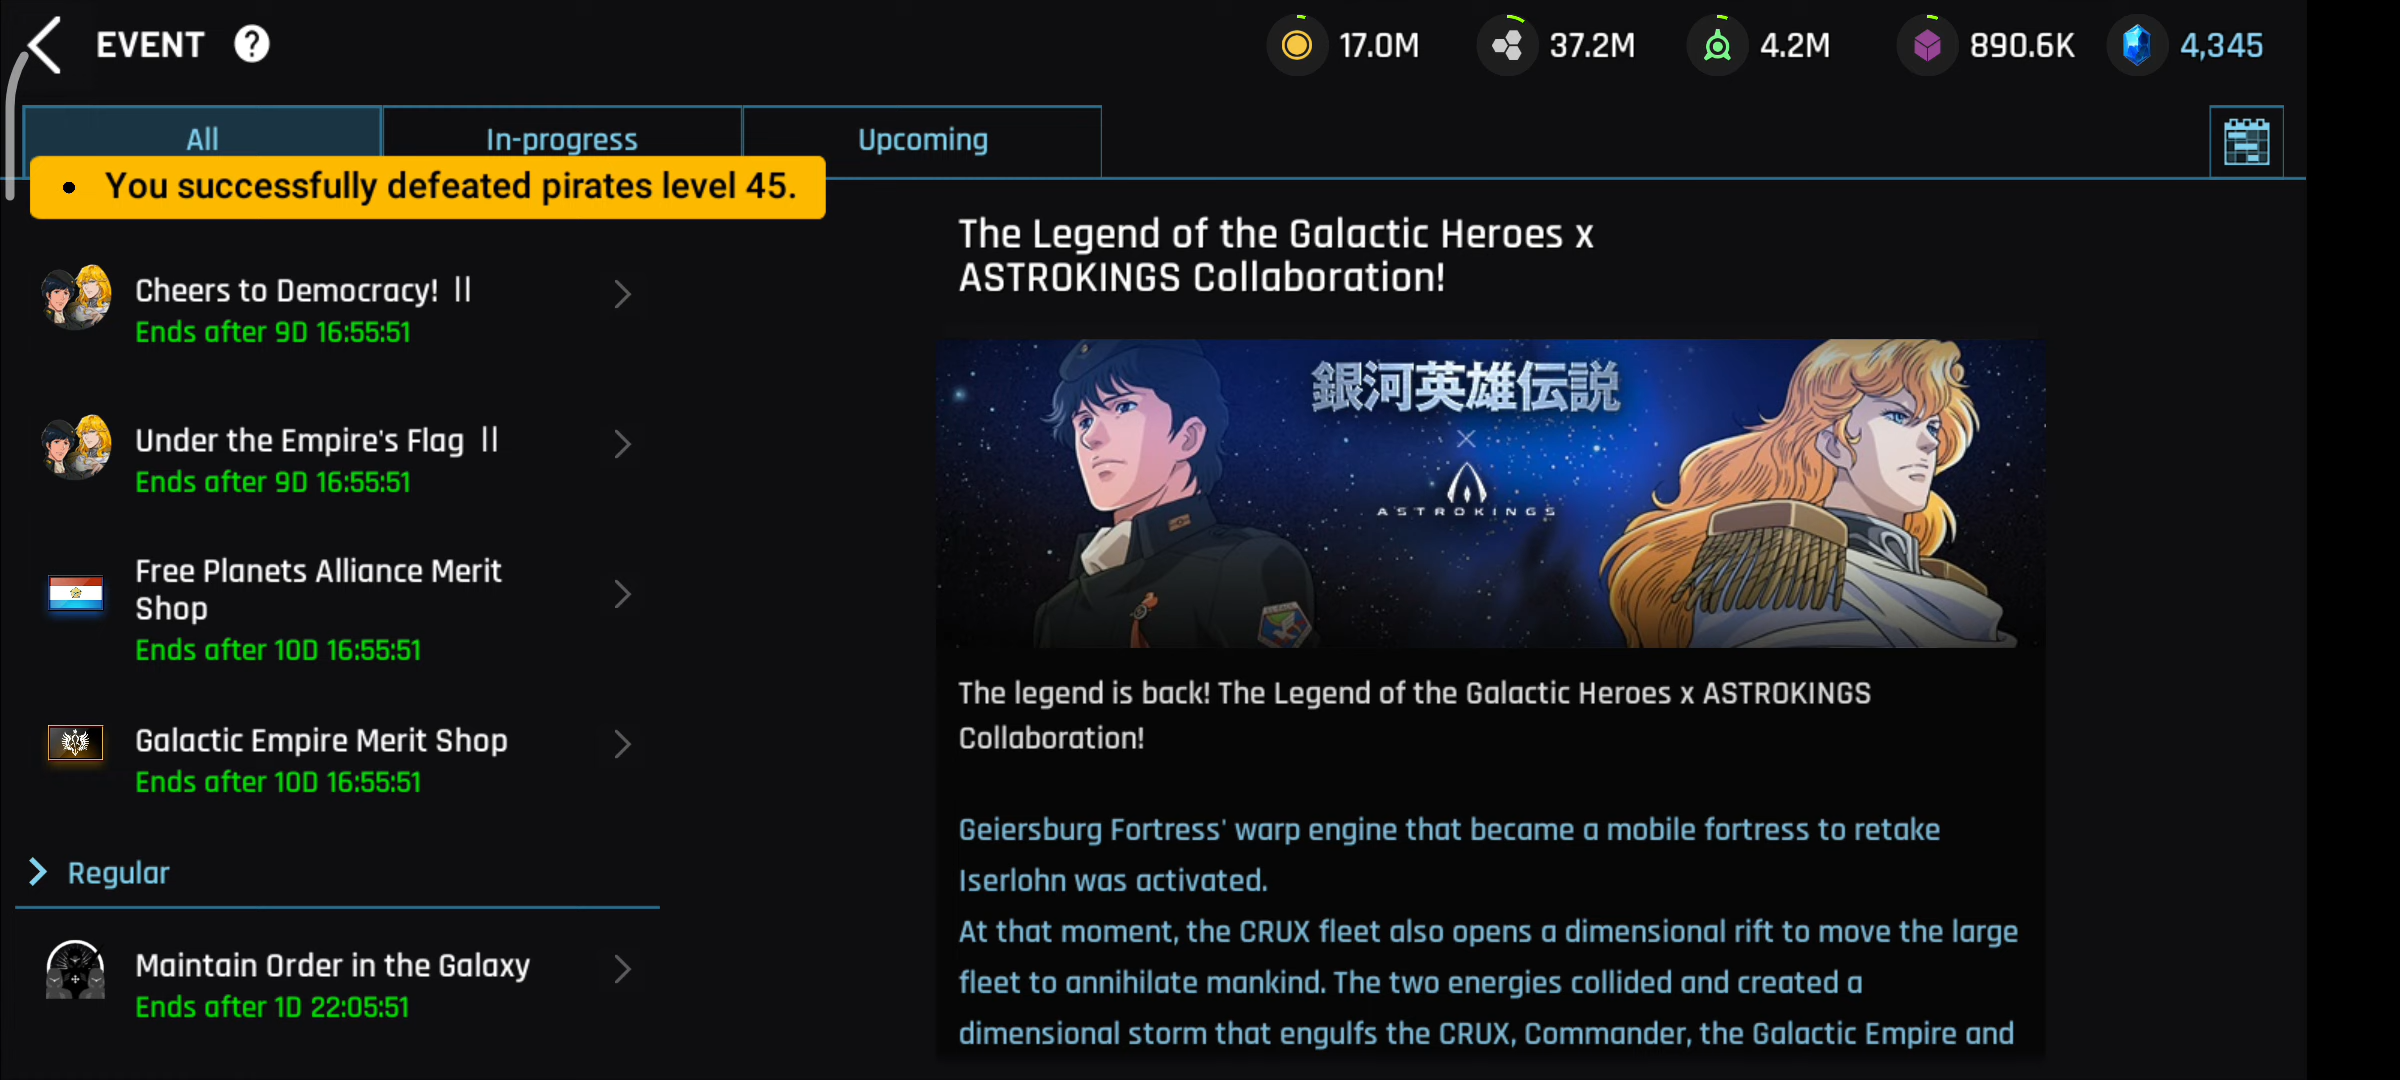 EVENT ?
17.0M
37.2M
4.2M
890.6K
4,345
All
In-progress
Upcoming
• You successfully defeated pirates level 45.
Cheers to Democracy! II
Ends after 9D 16:55:51
Under the Empire's Flag II
Ends after 9D 16:55:51
Free Planets Alliance Merit
Shop
Ends after 10D 16:55:51
Galactic Empire Merit Shop
Ends after 10D 16:55:51
Regular
Maintain Order in the Galaxy
Ends after 1D 22:05:51
The Legend of the Galactic Heroes x
ASTROKINGS Collaboration!
銀河英雄伝説
×
ASTROKINGS
The legend is back! The Legend of the Galactic Heroes x ASTROKINGS
Collaboration!
Geiersburg Fortress' warp engine that became a mobile fortress to retake
Iserlohn was activated.
At that moment, the CRUX fleet also opens a dimensional rift to move the large
fleet to annihilate mankind. The two energies collided and created a
dimensional storm that engulfs the CRUX, Commander, the Galactic Empire and